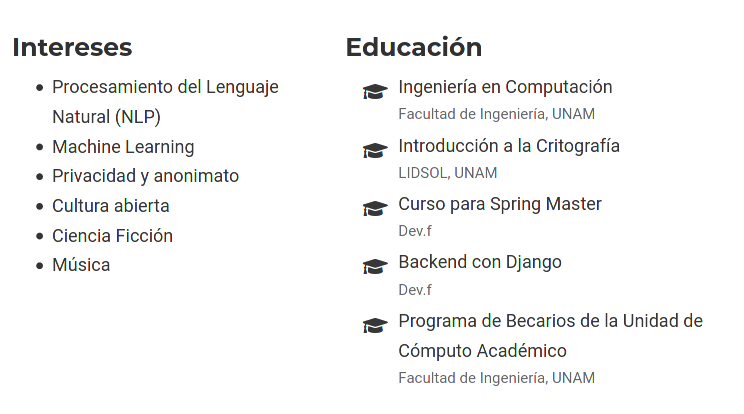 Intereses
Procesamiento del Lenguaje
Natural (NLP)
Machine Learning
Privacidad y anonimato
Cultura abierta
Ciencia Ficción
Música
Educación
Ingeniería en Computación
Facultad de Ingeniería, UNAM
Introducción a la Critografía
LIDSOL, UNAM
Curso para Spring Master
Dev.f
Backend con Django
Dev.f
Programa de Becarios de la Unidad de
Cómputo Académico
Facultad de Ingeniería, UNAM